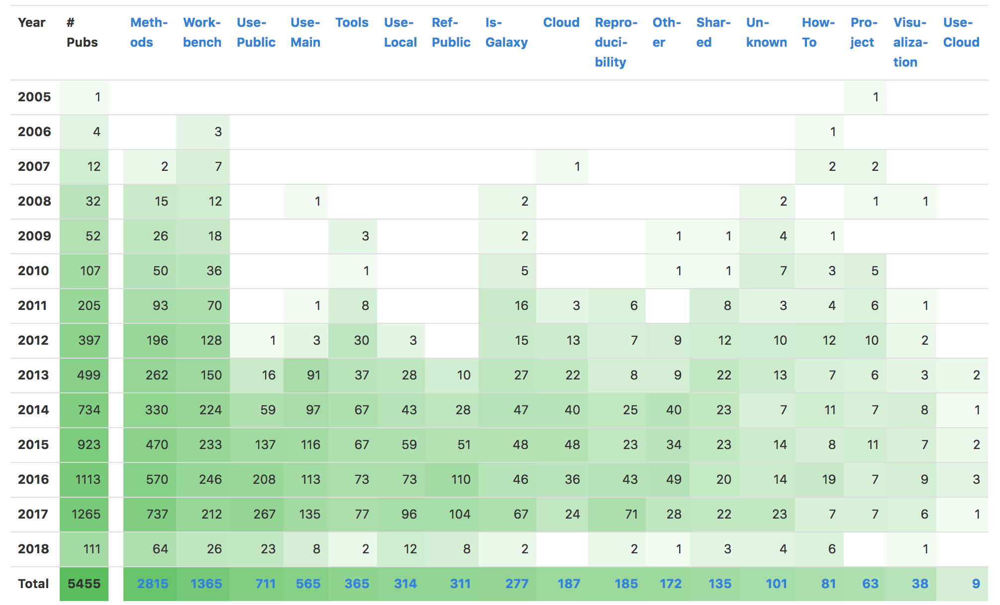 Year # Pubs Meth-ods Work-bench Use-Public Use-Main Tools Use-Local Ref-Public Is-Galaxy Cloud Repro-duci-bility Oth-er Shar-ed Un-known How-To Pro-ject Visu-aliza-tion Use-Cloud
2005 1 1
2006 4 3 1
2007 12 2 7 1 2 2
2008 32 15 12 1 2 2 1 1
2009 52 26 18 3 2 1 1 4 1
2010 107 50 36 1 5 1 1 7 3 5
2011 205 93 70 1 8 16 3 6 8 3 4 6 1
2012 397 196 128 1 3 30 3 15 13 7 9 12 10 12 10 2
2013 499 262 150 16 91 37 28 10 27 22 8 9 22 13 7 6 3 2
2014 734 330 224 59 97 67 43 28 47 40 25 40 23 7 11 7 8 1
2015 923 470 233 137 116 67 59 51 48 48 23 34 23 14 8 11 7 2
2016 1113 570 246 208 113 73 73 110 46 36 43 49 20 14 19 7 9 3
2017 1265 737 212 267 135 77 96 104 67 24 71 28 22 23 7 7 6 1
2018 111 64 26 23 8 2 12 8 2 2 1 3 4 6 1
Total 5455 2815 1365 711 565 365 314 311 277 187 185 172 135 101 81 63 38 9